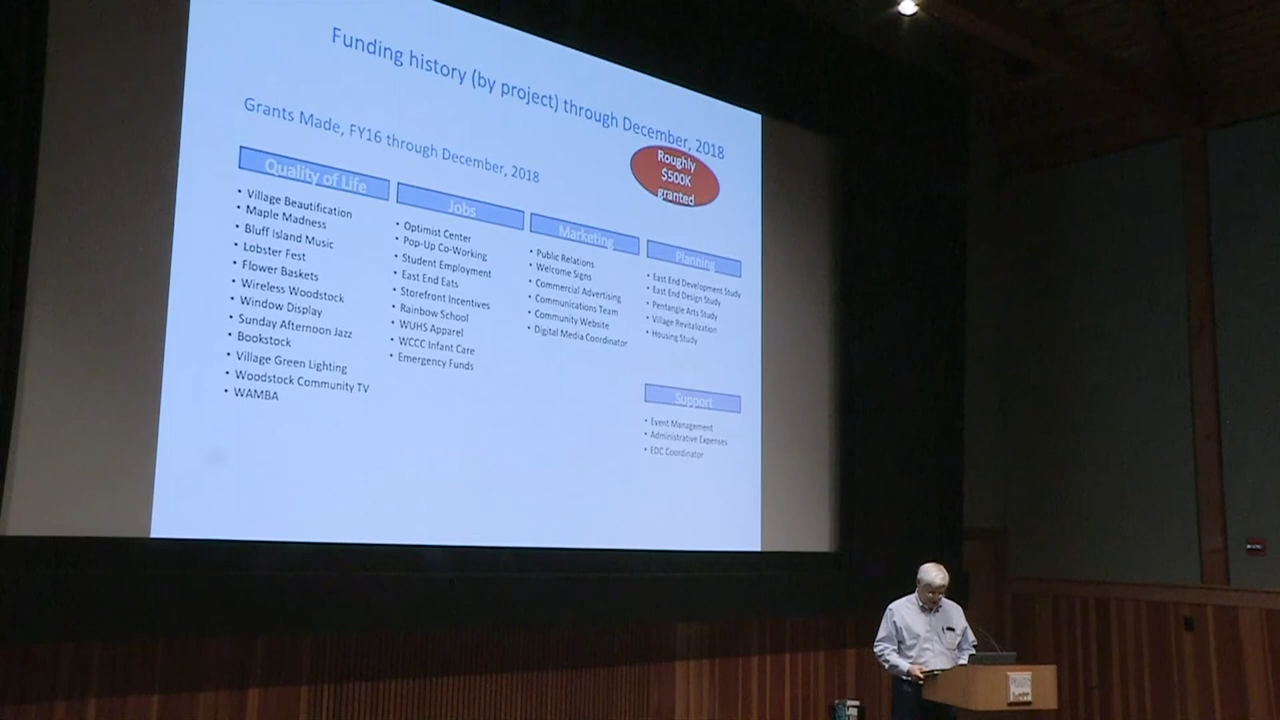 Funding history (by project) through December, 2018
Grants Made, FY16 through December, 2018
Roughly
$500K
granted
Quality of Life
• Village Beautification
• Maple Madness
• Bluff Island Music
• Lobster Fest
• Flower Baskets
• Wireless Woodstock
• Window Display
• Sunday Afternoon Jazz
• Bookstock
• Village Green Lighting
• Woodstock Community TV
• WAMBA
Jobs
• Optimist Center
• Pop-Up Co-Working
• Student Employment
• East End Eats
• Storefront Incentives
• Rainbow School
• WUHS Apparel
• WCCC Infant Care
• Emergency Funds
Marketing
• Public Relations
• Welcome Signs
• Commercial Advertising
• Communications Team
• Community Website
• Digital Media Coordinator
Planning
• East End Development Study
• East End Design Study
• Pentangle Arts Study
• Village Revitalization
• Housing Study
Support
• Event Management
• Administrative Expenses
• EDC Coordinator